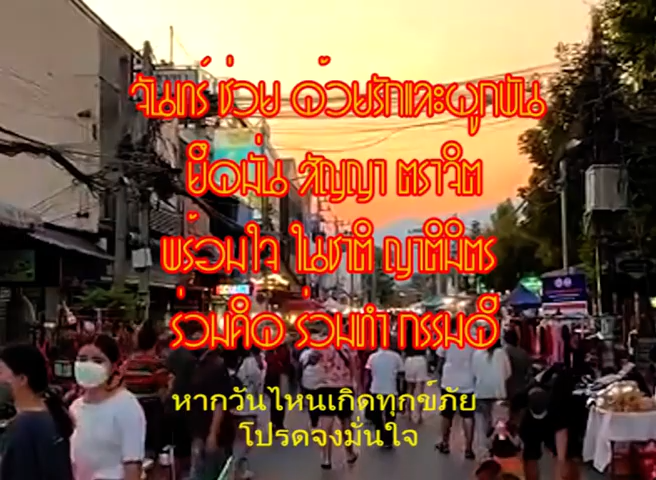 จันทร์ ช่วย ด้วยรักและผูกพัน
ยึดมั่น สัญญา ตราจิต
พร้อมใจ ในชาติ ญาติมิตร
ร่วมคิด ร่วมทำ กรรมดี
หากวันไหนเกิดทุกข์ภัย
โปรดจงมั่นใจ